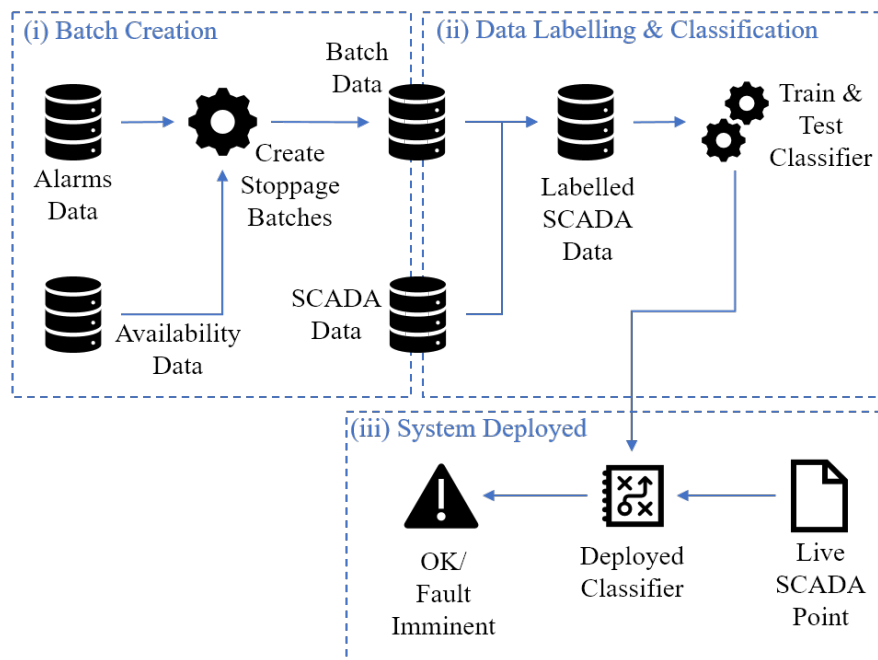 (i) Batch Creation
Alarms
Data
Create
Stoppage
Batches
Availability
Data
Batch
Data
SCADA
Data
(ii) Data Labelling & Classification
Labelled
SCADA
Data
Train &
Test
Classifier
(iii) System Deployed
OK/
Fault
Imminent
Deployed
Classifier
Live
SCADA
Point